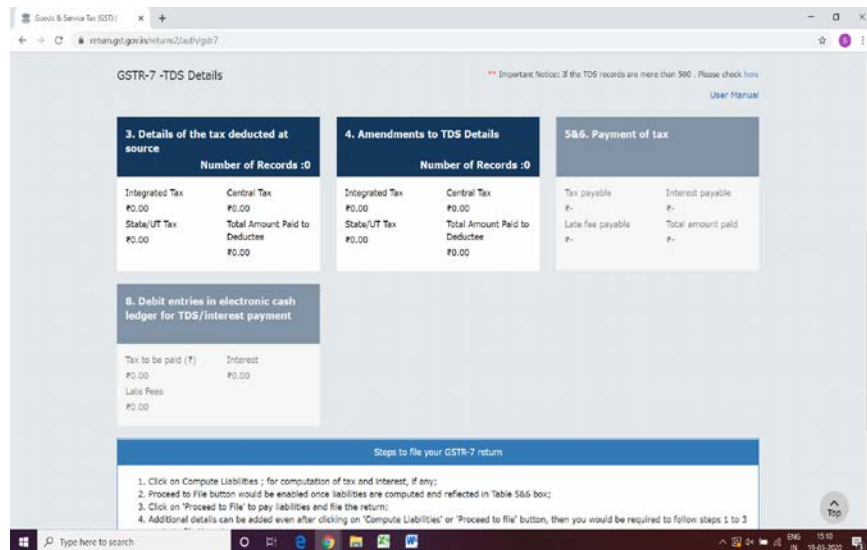 Goods & Service Tax (GST) |
return.gst.gov.in/returns2/auth/gstr7
S
GSTR-7 -TDS Details
** Important Notice: If the TDS records are more than 500 . Please check here
User Manual
3. Details of the tax deducted at
source
Number of Records :0
Integrated Tax Central Tax
₹0.00 ₹0.00
State/UT Tax Total Amount Paid to
₹0.00 Deductee
₹0.00
4. Amendments to TDS Details
Number of Records :0
Integrated Tax Central Tax
₹0.00 ₹0.00
State/UT Tax Total Amount Paid to
₹0.00 Deductee
₹0.00
5&6. Payment of tax
Tax payable Interest payable
₹- ₹-
Late fee payable Total amount paid
₹- ₹-
8. Debit entries in electronic cash
ledger for TDS/interest payment
Tax to be paid (₹) Interest
₹0.00 ₹0.00
Late Fees
₹0.00
Steps to file your GSTR-7 return
1. Click on Compute Liabilities ; for computation of tax and interest, if any;
2. Proceed to File button would be enabled once liabilities are computed and reflected in Table 5&6 box;
3. Click on 'Proceed to File' to pay liabilities and file the return;
4. Additional details can be added even after clicking on 'Compute Liabilities' or 'Proceed to file' button, then you would be required to follow steps 1 to 3
Top
Type here to search
ENG 15:10
IN 19-03-2020